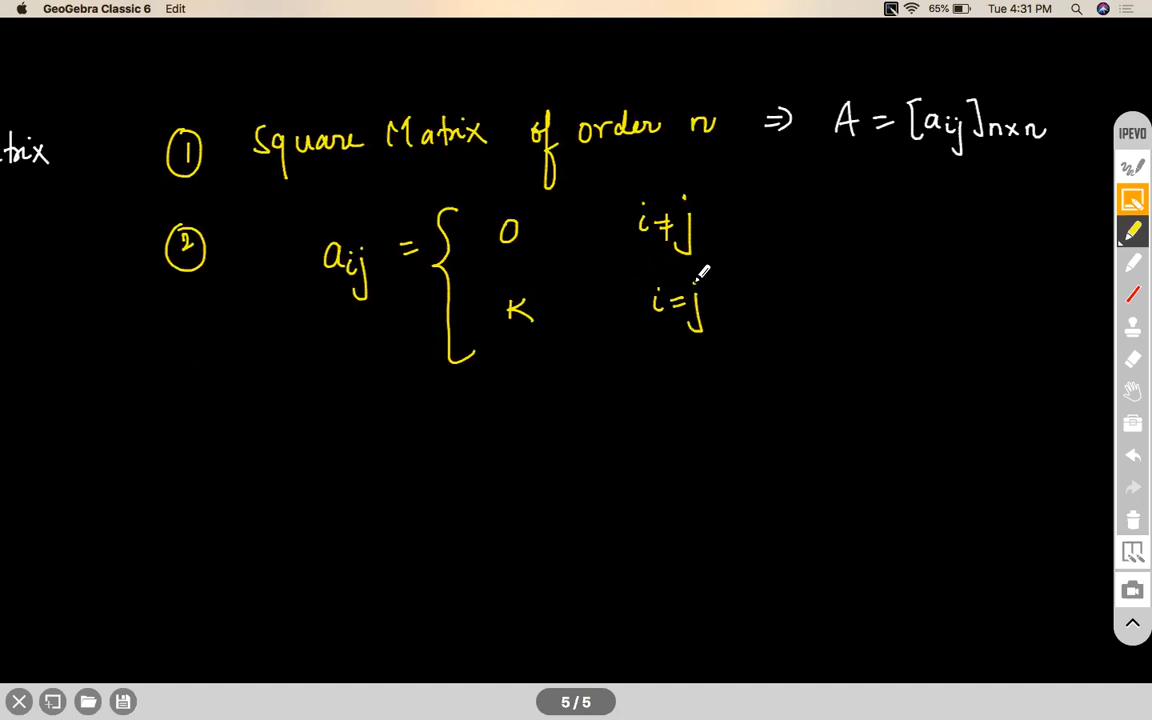 GeoGebra Classic 6 Edit 65% Tue 4:31 PM
① Square Matrix of order n ⇒ A = [aij]n×n
trix
② aij = { 0 i ≠ j
K i = j
IPEVO
5 / 5